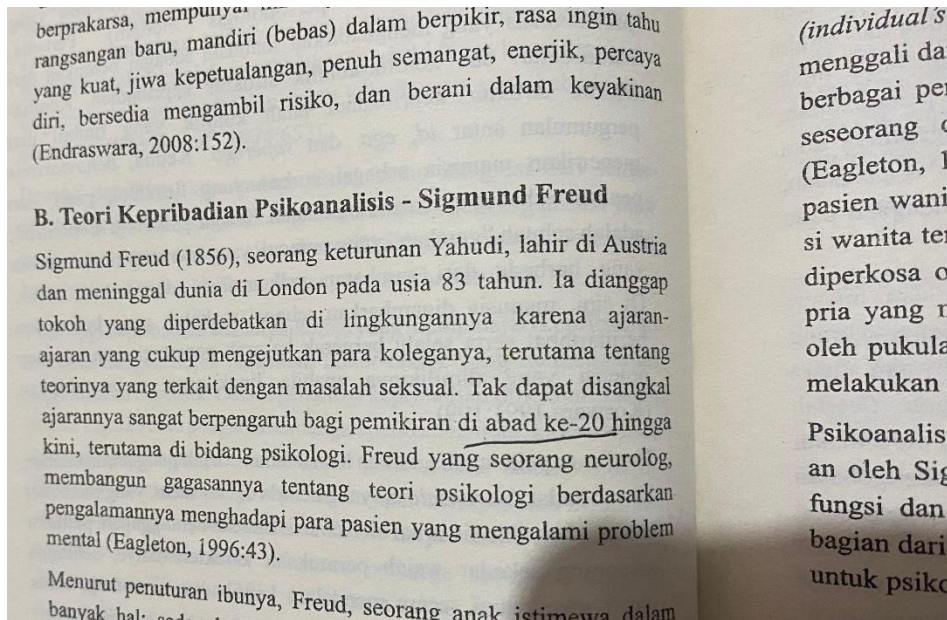 berprakarsa, mempunyai
rangsangan baru, mandiri (bebas) dalam berpikir, rasa ingin tahu
yang kuat, jiwa kepetualangan, penuh semangat, enerjik, percaya
diri, bersedia mengambil risiko, dan berani dalam keyakinan
(Endraswara, 2008:152).
B. Teori Kepribadian Psikoanalisis - Sigmund Freud
Sigmund Freud (1856), seorang keturunan Yahudi, lahir di Austria
dan meninggal dunia di London pada usia 83 tahun. Ia dianggap
tokoh yang diperdebatkan di lingkungannya karena ajaran-
ajaran yang cukup mengejutkan para koleganya, terutama tentang
teorinya yang terkait dengan masalah seksual. Tak dapat disangkal
ajarannya sangat berpengaruh bagi pemikiran di abad ke-20 hingga
kini, terutama di bidang psikologi. Freud yang seorang neurolog,
membangun gagasannya tentang teori psikologi berdasarkan
pengalamannya menghadapi para pasien yang mengalami problem
mental (Eagleton, 1996:43).
Menurut penuturan ibunya, Freud, seorang anak istimewa dalam
banyak hal:
(individual's
menggali da
berbagai pe
seseorang
(Eagleton,
pasien wani
si wanita te
diperkosa o
pria yang
oleh pukula
melakukan
Psikoanalis
an oleh Sig
fungsi dan
bagian dari
untuk psiko